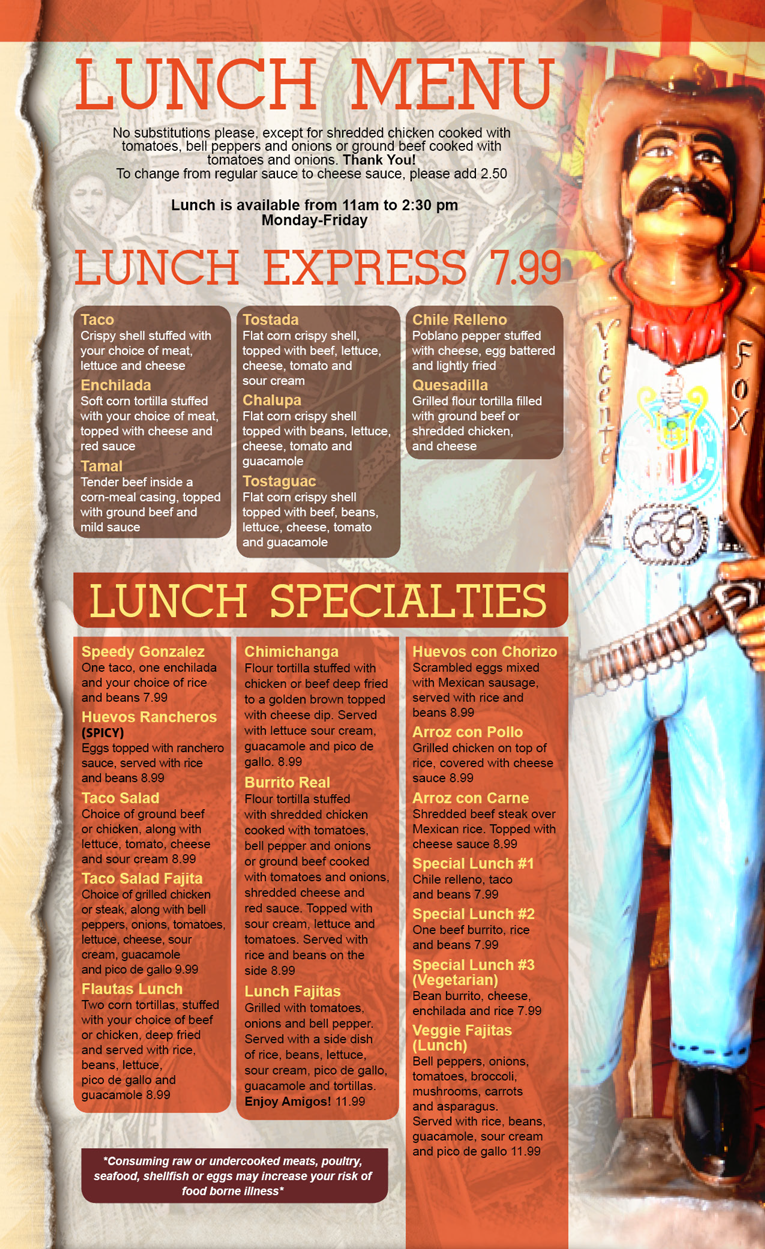 LUNCH MENU
No substitutions please, except for shredded chicken cooked with
tomatoes, bell peppers and onions or ground beef cooked with
tomatoes and onions. Thank You!
To change from regular sauce to cheese sauce, please add 2.50
Lunch is available from 11am to 2:30 pm
Monday-Friday
LUNCH EXPRESS 7.99
Taco
Crispy shell stuffed with
your choice of meat,
lettuce and cheese
Enchilada
Soft corn tortilla stuffed
with your choice of meat,
topped with cheese and
red sauce
Tamal
Tender beef inside a
corn-meal casing, topped
with ground beef and
mild sauce
Tostada
Flat corn crispy shell,
topped with beef, lettuce,
cheese, tomato and
sour cream
Chalupa
Flat corn crispy shell
topped with beans, lettuce,
cheese, tomato and
guacamole
Tostaguac
Flat corn crispy shell
topped with beef, beans,
lettuce, cheese, tomato
and guacamole
Chile Relleno
Poblano pepper stuffed
with cheese, egg battered
and lightly fried
Quesadilla
Grilled flour tortilla filled
with ground beef or
shredded chicken,
and cheese
Vicente
FOX
LUNCH SPECIALTIES
Speedy Gonzalez
One taco, one enchilada
and your choice of rice
and beans 7.99
Huevos Rancheros
(SPICY)
Eggs topped with ranchero
sauce, served with rice
and beans 8.99
Taco Salad
Choice of ground beef
or chicken, along with
lettuce, tomato, cheese
and sour cream 8.99
Taco Salad Fajita
Choice of grilled chicken
or steak, along with bell
peppers, onions, tomatoes,
lettuce, cheese, sour
cream, guacamole
and pico de gallo 9.99
Flautas Lunch
Two corn tortillas, stuffed
with your choice of beef
or chicken, deep fried
and served with rice,
beans, lettuce,
pico de gallo and
guacamole 8.99
Chimichanga
Flour tortilla stuffed with
chicken or beef deep fried
to a golden brown topped
with cheese dip. Served
with lettuce sour cream,
guacamole and pico de
gallo. 8.99
Burrito Real
Flour tortilla stuffed
with shredded chicken
cooked with tomatoes,
bell pepper and onions
or ground beef cooked
with tomatoes and onions,
shredded cheese and
red sauce. Topped with
sour cream, lettuce and
tomatoes. Served with
rice and beans on the
side 8.99
Lunch Fajitas
Grilled with tomatoes,
onions and bell pepper.
Served with a side dish
of rice, beans, lettuce,
sour cream, pico de gallo,
guacamole and tortillas.
Enjoy Amigos! 11.99
Huevos con Chorizo
Scrambled eggs mixed
with Mexican sausage,
served with rice and
beans 8.99
Arroz con Pollo
Grilled chicken on top of
rice, covered with cheese
sauce 8.99
Arroz con Carne
Shredded beef steak over
Mexican rice. Topped with
cheese sauce 8.99
Special Lunch #1
Chile relleno, taco
and beans 7.99
Special Lunch #2
One beef burrito, rice
and beans 7.99
Special Lunch #3
(Vegetarian)
Bean burrito, cheese,
enchilada and rice 7.99
Veggie Fajitas
(Lunch)
Bell peppers, onions,
tomatoes, broccoli,
mushrooms, carrots
and asparagus.
Served with rice, beans,
guacamole, sour cream
and pico de gallo 11.99
*Consuming raw or undercooked meats, poultry,
seafood, shellfish or eggs may increase your risk of
food borne illness*